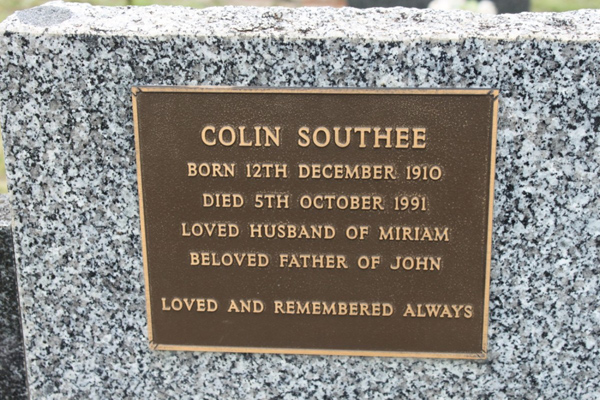 COLIN SOUTHEE
BORN 12TH DECEMBER 1910
DIED 5TH OCTOBER 1991
LOVED HUSBAND OF MIRIAM
BELOVED FATHER OF JOHN
LOVED AND REMEMBERED ALWAYS